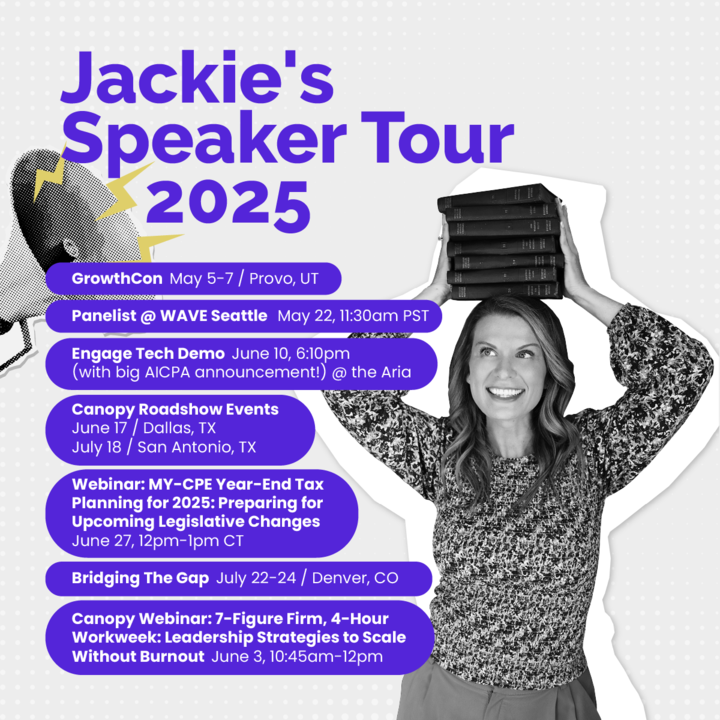 Jackie's
Speaker Tour
2025
GrowthCon May 5-7 / Provo, UT
Panelist @ WAVE Seattle May 22, 11:30am PST
Engage Tech Demo June 10, 6:10pm
(with big AICPA announcement!) @ the Aria
Canopy Roadshow Events
June 17 / Dallas, TX
July 18 / San Antonio, TX
Webinar: MY-CPE Year-End Tax
Planning for 2025: Preparing for
Upcoming Legislative Changes
June 27, 12pm-1pm CT
Bridging The Gap July 22-24 / Denver, CO
Canopy Webinar: 7-Figure Firm, 4-Hour
Workweek: Leadership Strategies to Scale
Without Burnout June 3, 10:45am-12pm